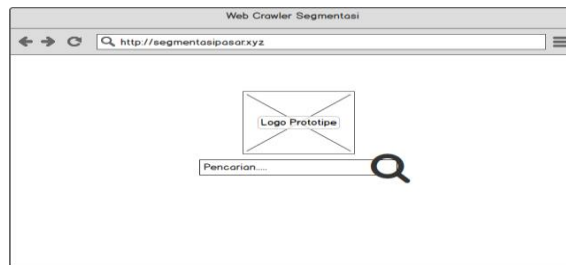 Web Crawler Segmentasi
http://segmentasipasar.xyz
Logo Prototipe
Pencarian.....